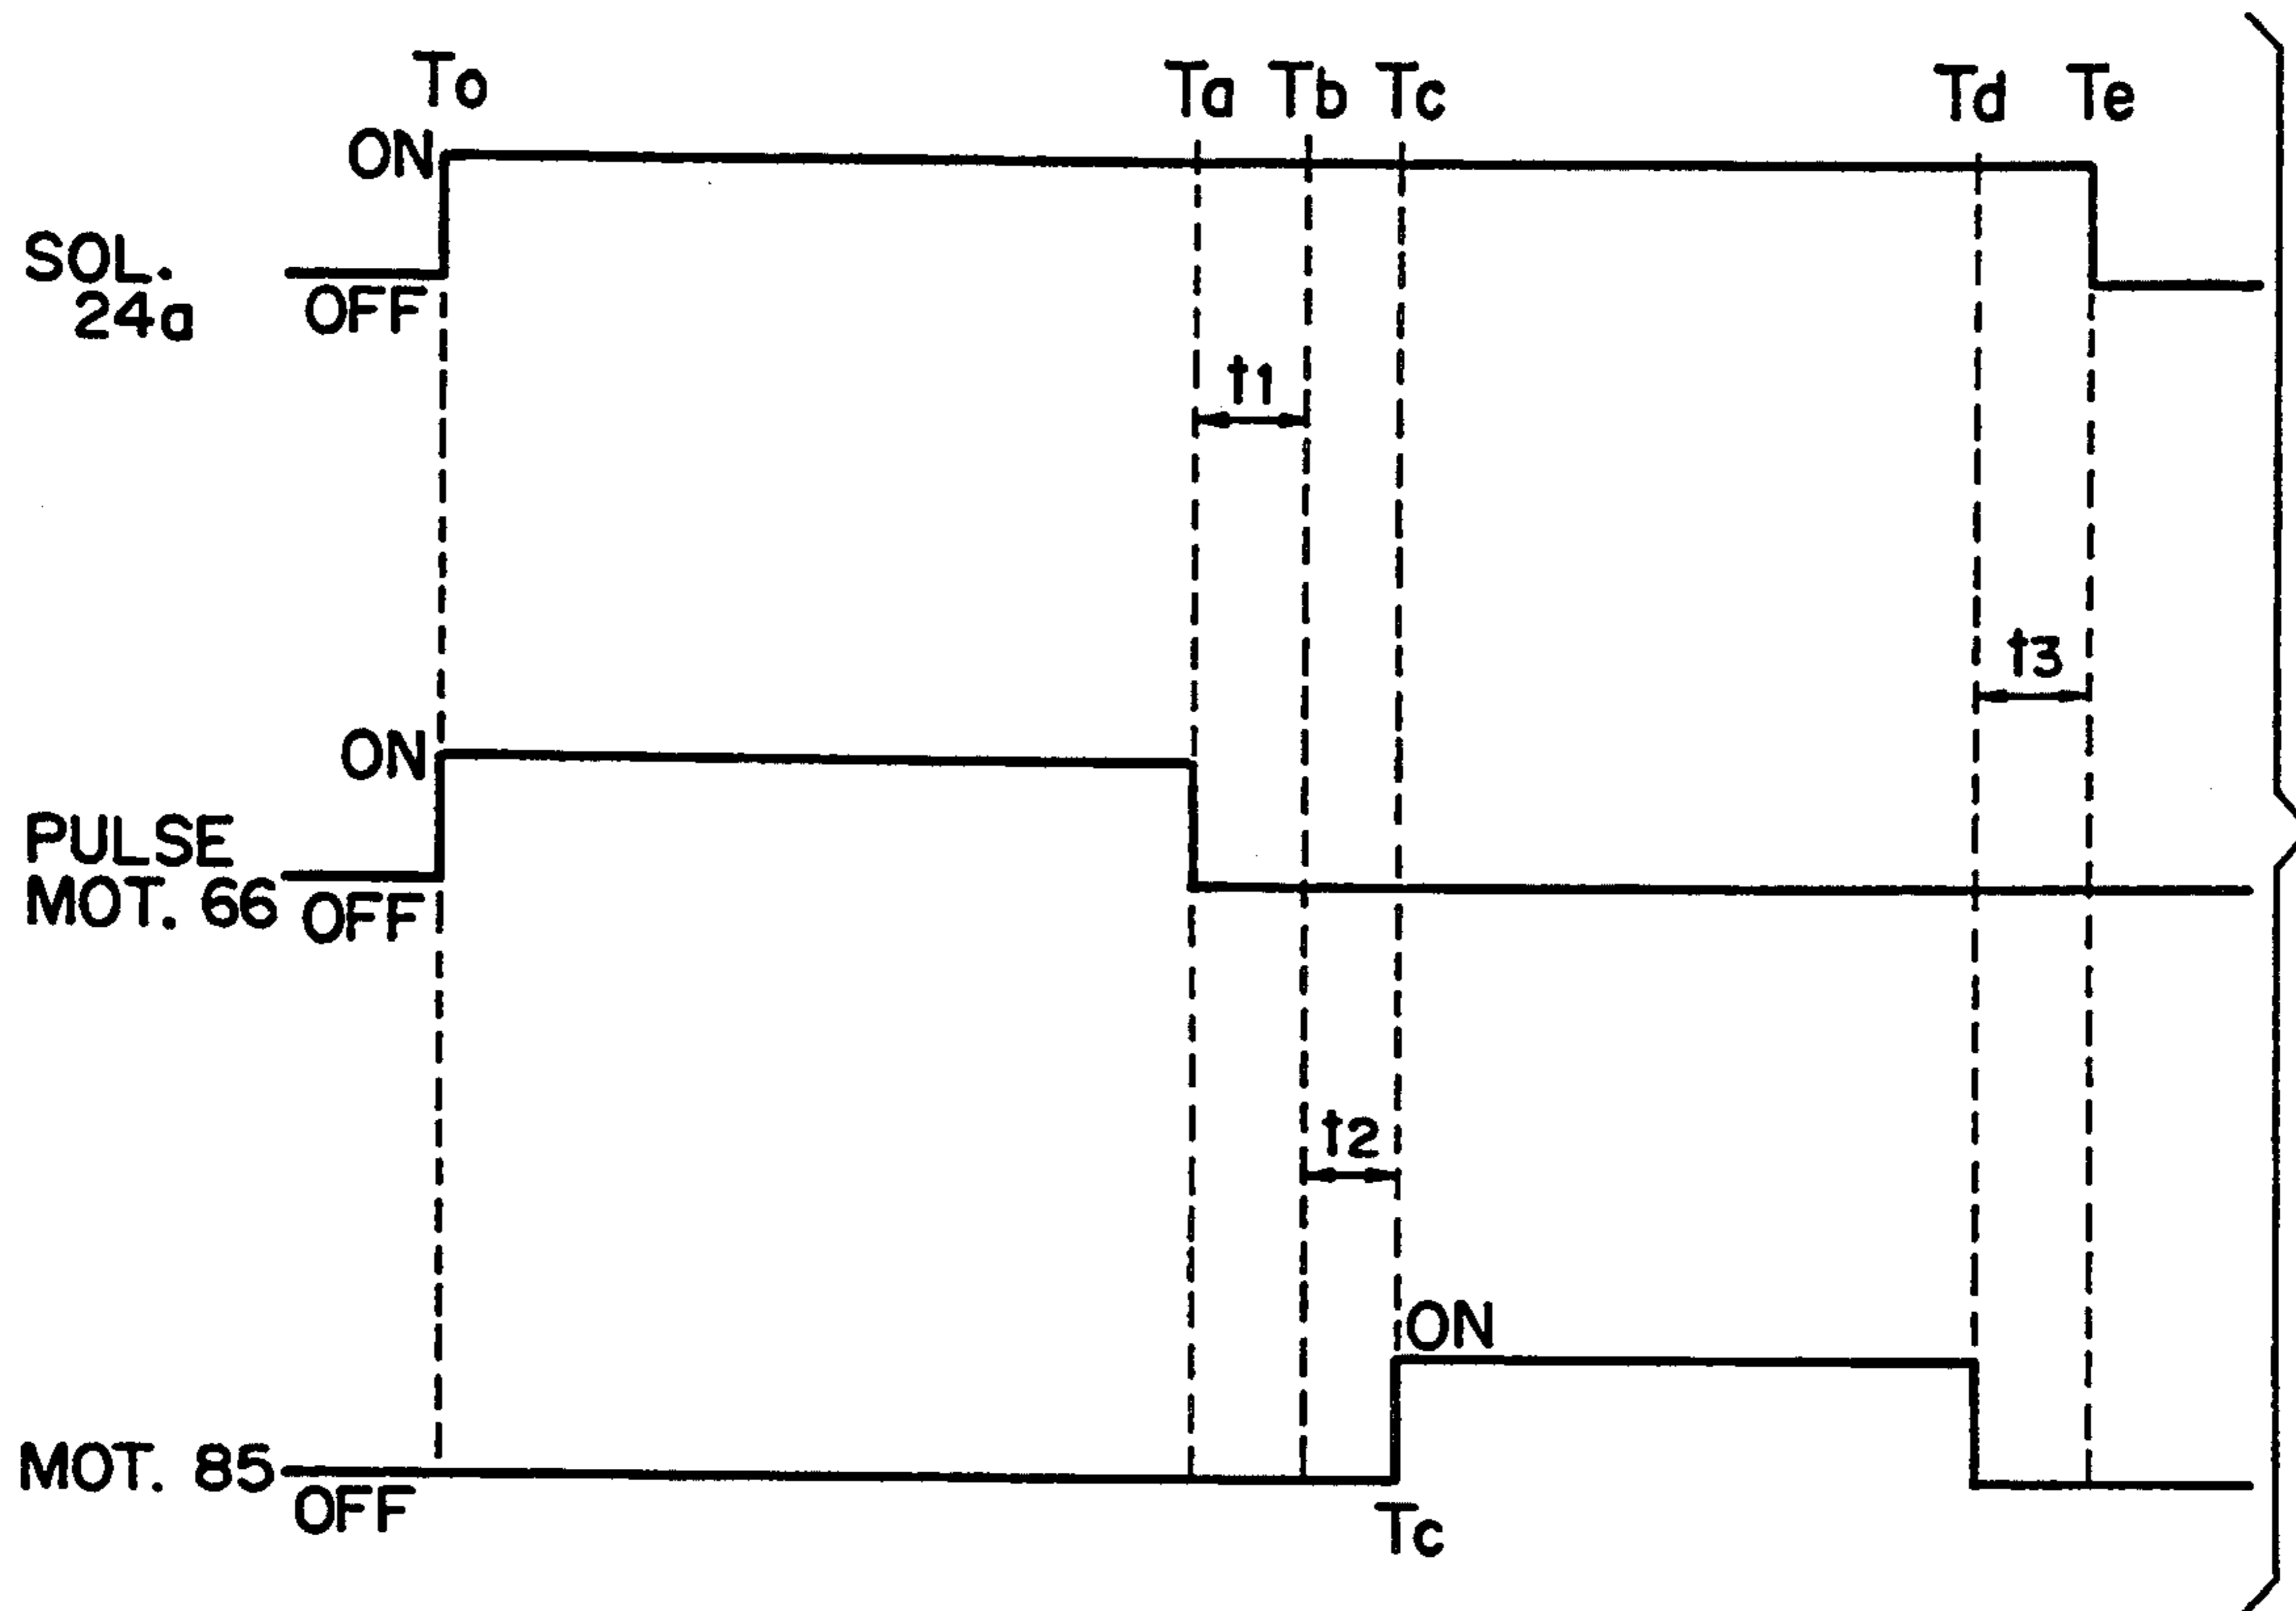 To Ta Tb Tc Td Te
ON
SOL.
24a
OFF
t1
t3
ON
PULSE
MOT. 66
OFF
t2
ON
MOT. 85
OFF
Tc